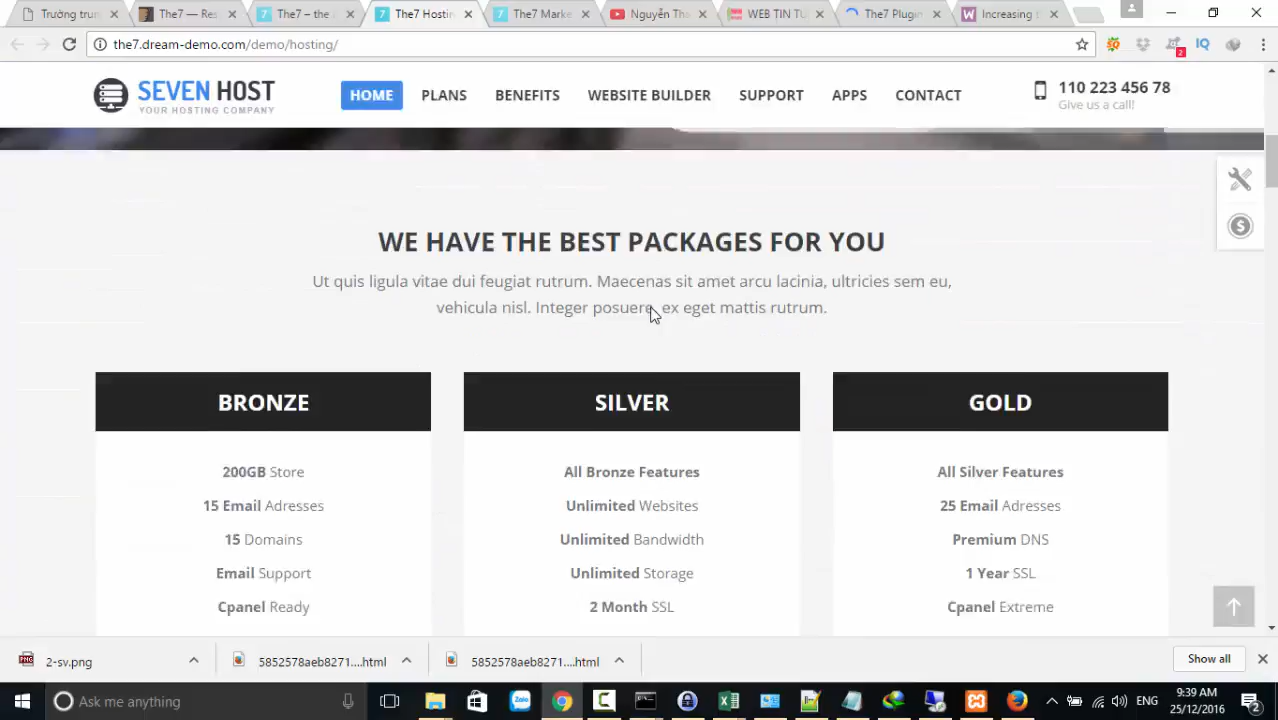 Trường trun
The7 — Res
The7 – the
The7 Hostin
The7 Marke
Nguyễn Tha
WEB TIN TU
The7 Plugin
Increasing t
the7.dream-demo.com/demo/hosting/
SO
2
IQ
SEVEN HOST
YOUR HOSTING COMPANY
HOME
PLANS
BENEFITS
WEBSITE BUILDER
SUPPORT
APPS
CONTACT
110 223 456 78
Give us a call!
WE HAVE THE BEST PACKAGES FOR YOU
Ut quis ligula vitae dui feugiat rutrum. Maecenas sit amet arcu lacinia, ultricies sem eu,
vehicula nisl. Integer posuere, ex eget mattis rutrum.
BRONZE
200GB Store
15 Email Adresses
15 Domains
Email Support
Cpanel Ready
SILVER
All Bronze Features
Unlimited Websites
Unlimited Bandwidth
Unlimited Storage
2 Month SSL
GOLD
All Silver Features
25 Email Adresses
Premium DNS
1 Year SSL
Cpanel Extreme
2-sv.png
5852578aeb8271....html
5852578aeb8271....html
Show all
Ask me anything
Zalo
ENG
9:39 AM
25/12/2016
2